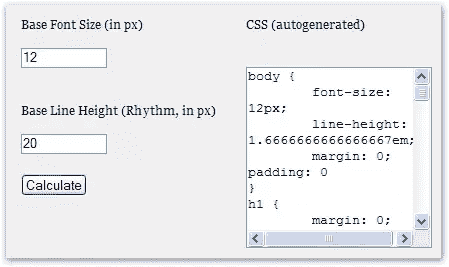 Base Font Size (in px)
12
Base Line Height (Rhythm, in px)
20
Calculate
CSS (autogenerated)
body {
font-size:
12px;
line-height:
1.6666666666666667em;
margin: 0;
padding: 0
}
h1 {
margin: 0;